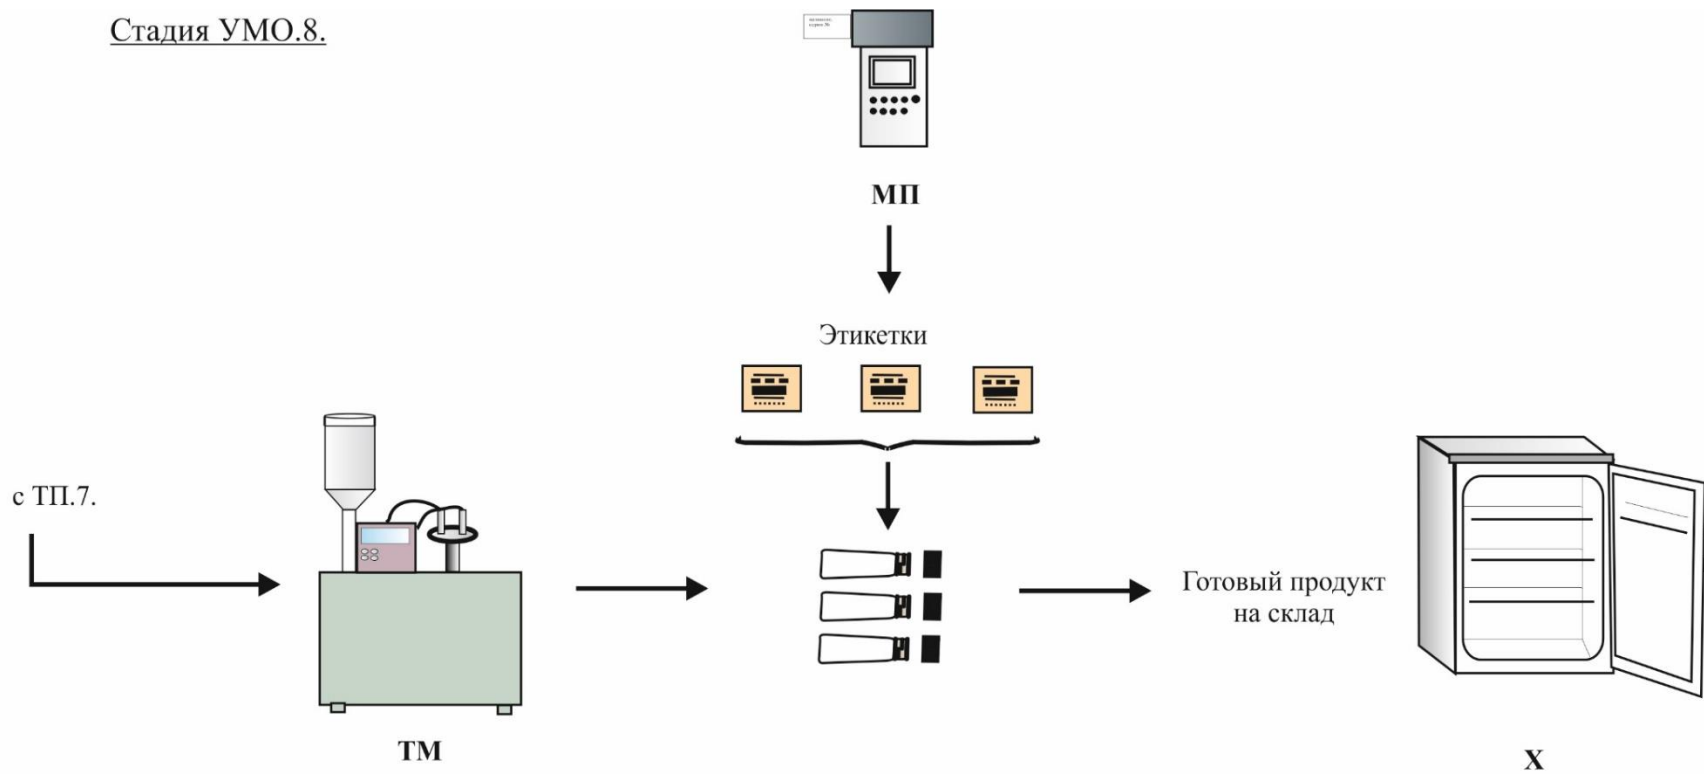 Стадия УМО.8.
МП
Этикетки
с ТП.7.
Готовый продукт
на склад
ТМ
Х